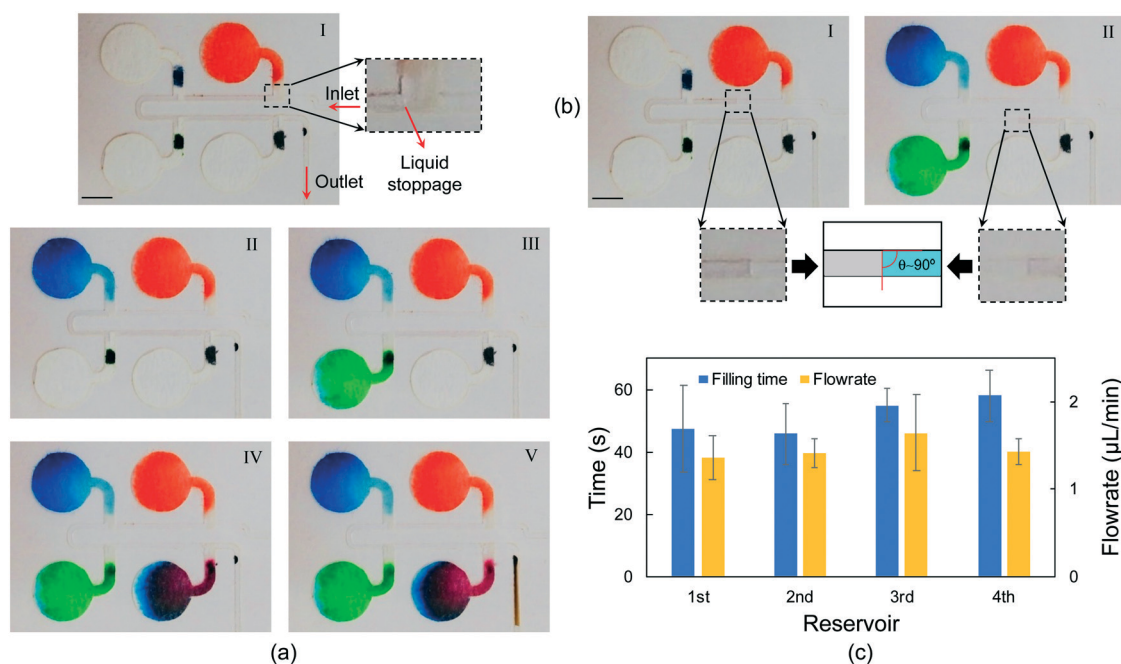 I
Inlet
Liquid
stoppage
Outlet
II
III
IV
V
(a)
(b)
I
II
θ~90º
Filling time
Flowrate
Time (s)
60
40
20
0
Flowrate (µL/min)
2
1
0
1st
2nd
3rd
4th
Reservoir
(c)